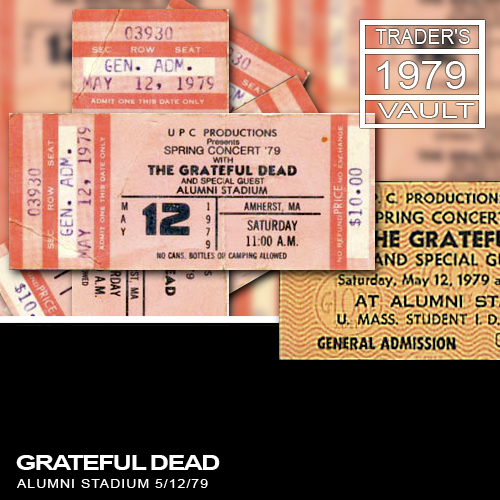 03930
SEC ROW SEAT
GEN. ADM.
MAY 12, 1979
ADMIT ONE THIS DATE ONLY
TRADER'S
1979
VAULT
03930
SEC ROW SEAT
GEN. ADM.
MAY 12, 1979
ADMIT ONE THIS DATE ONLY
U P C PRODUCTIONS
Presents
SPRING CONCERT '79
WITH
THE GRATEFUL DEAD
AND SPECIAL GUEST
ALUMNI STADIUM
MAY
12
1979
AMHERST, MA
SATURDAY
11:00 A.M.
NO CANS, BOTTLES OR CAMPING ALLOWED
NO REFUND
PRICE
NO EXCHANGE
$10.00
P. C. PRODUCTION
SPRING CONCER
THE GRATEF
AND SPECIAL GU
Saturday, May 12, 1979 a
AT ALUMNI ST
U. MASS. STUDENT I. D.
GENERAL ADMISSION
GRATEFUL DEAD
ALUMNI STADIUM 5/12/79